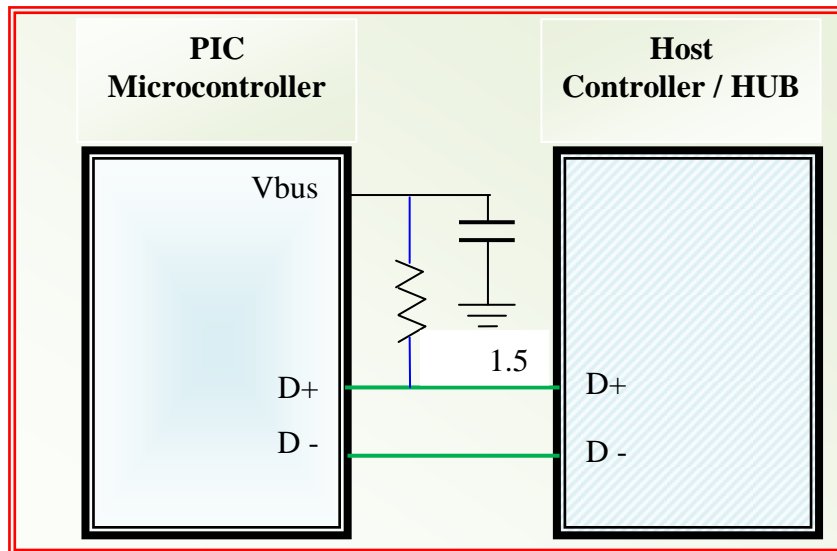 PIC
Microcontroller
Host
Controller / HUB
Vbus
1.5
D+
D+
D -
D -